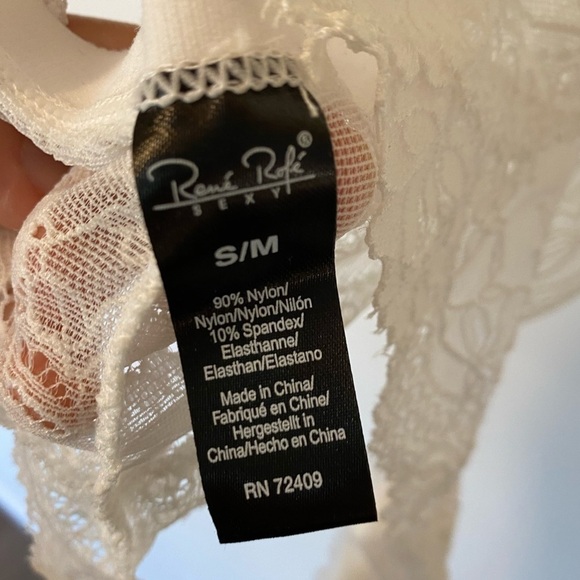 René Rofé®
SEXY
S/M
90% Nylon/
Nylon/Nylon/Nilón
10% Spandex/
Elasthanne/
Elasthan/Elastano
Made in China/
Fabriqué en Chine/
Hergestellt in
China/Hecho en China
RN 72409